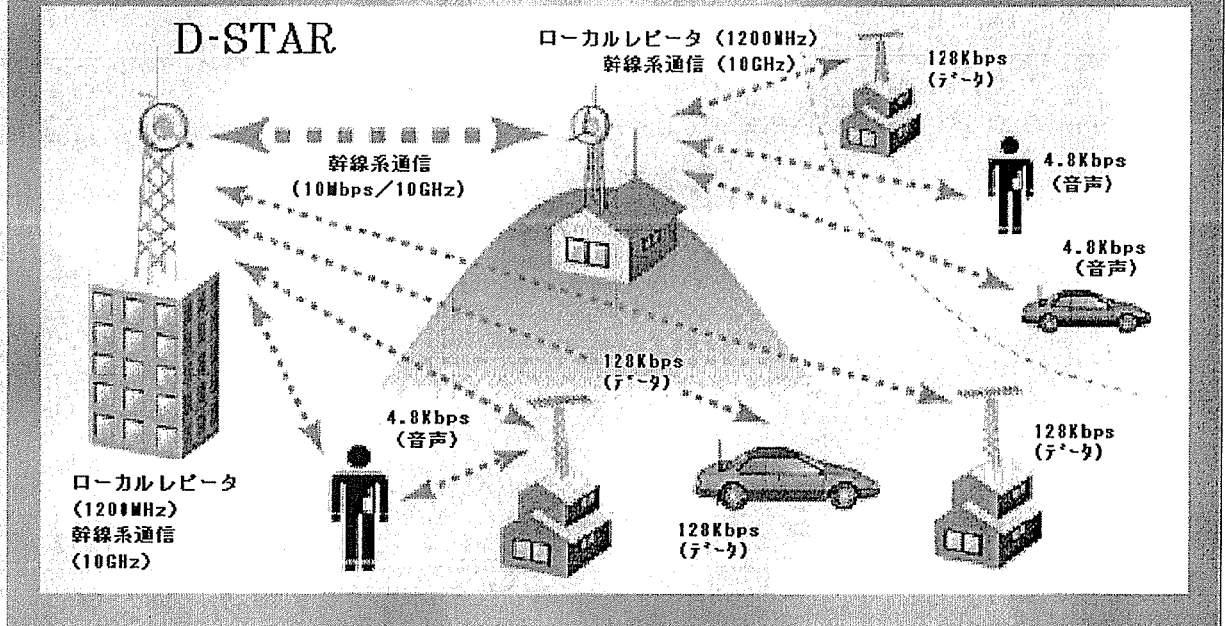 D-STAR
ローカルレピータ（1200MHz）
幹線系通信（10GHz）
128Kbps
（ﾃﾞｰﾀ）
幹線系通信
（10Mbps／10GHz）
4.8Kbps
（音声）
4.8Kbps
（音声）
128Kbps
（ﾃﾞｰﾀ）
4.8Kbps
（音声）
128Kbps
（ﾃﾞｰﾀ）
ローカルレピータ
（1200MHz）
幹線系通信
（10GHz）
128Kbps
（ﾃﾞｰﾀ）